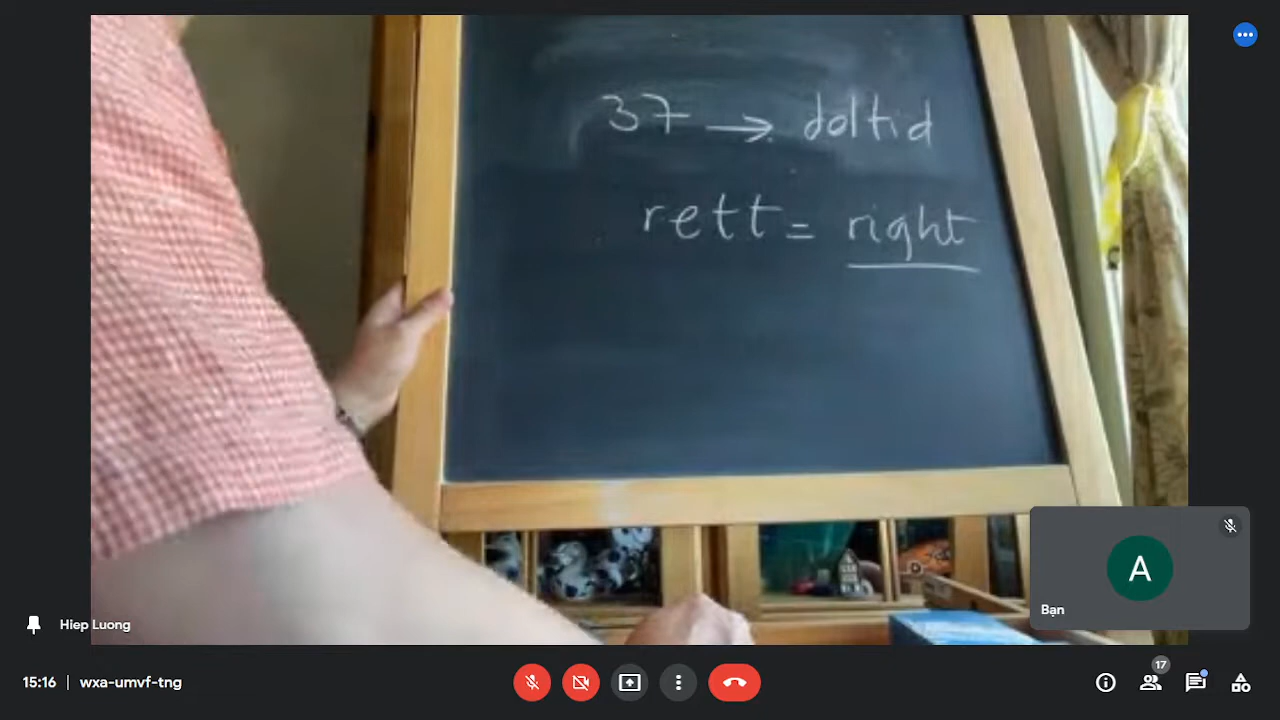 37 → doltid
rett = right
A
Bạn
Hiep Luong
15:16 | wxa-umvf-tng
17